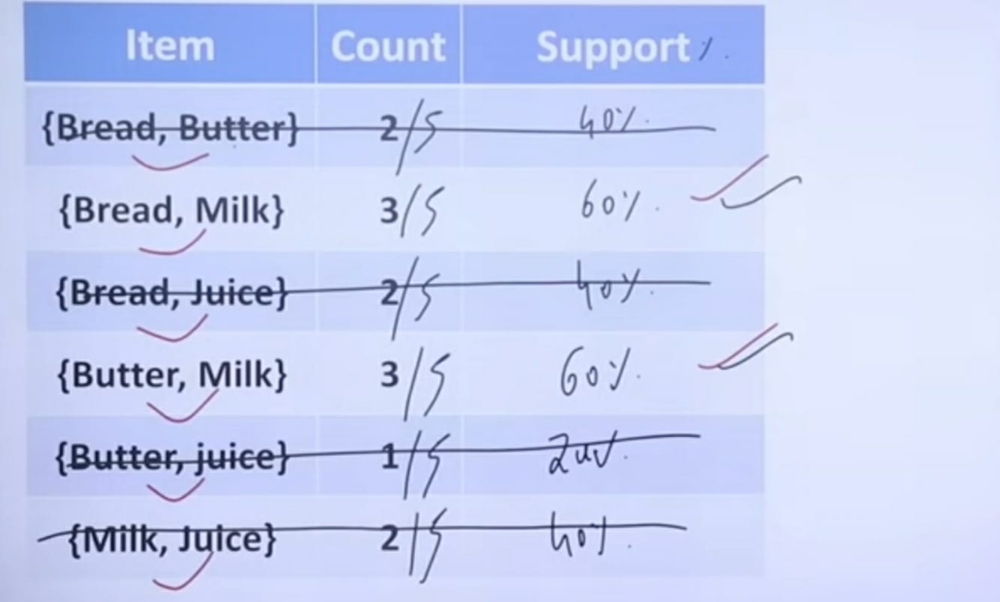 Item Count Support %
{Bread, Butter} 2/5 40%
{Bread, Milk} 3/5 60%
{Bread, Juice} 2/5 40%
{Butter, Milk} 3/5 60%
{Butter, juice} 1/5
{Milk, Juice} 2/5 40%